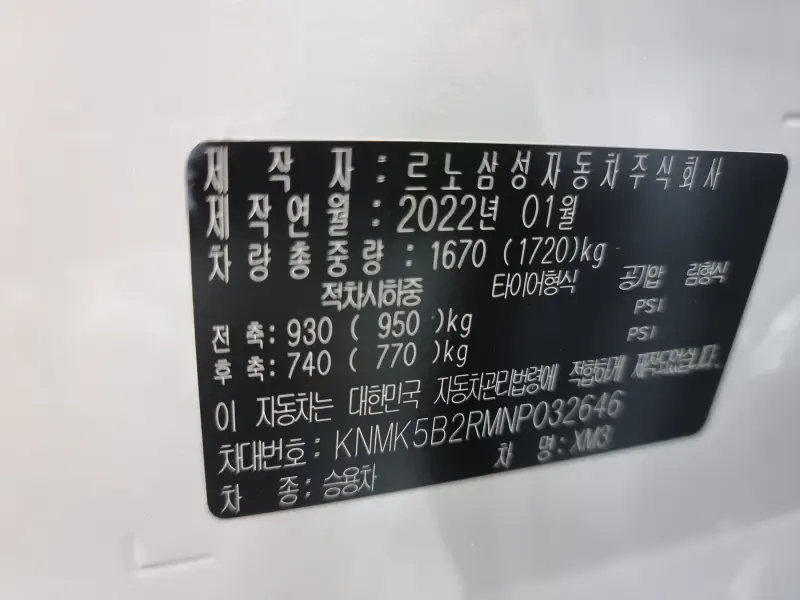 제 작 자 : 르노삼성자동차주식회사
제작연월 : 2022년 01월
차량총중량 : 1670 (1720)kg
적차시하중 타이어형식 공기압 림형식
전 축: 930 ( 950 )kg PSI
후 축: 740 ( 770 )kg PSI
이 자동차는 대한민국 자동차관리법령에 적합하게 제작되었습니다.
차대번호 : KNMK5B2RMNP032646
차 종: 승용차 차 명: XM3